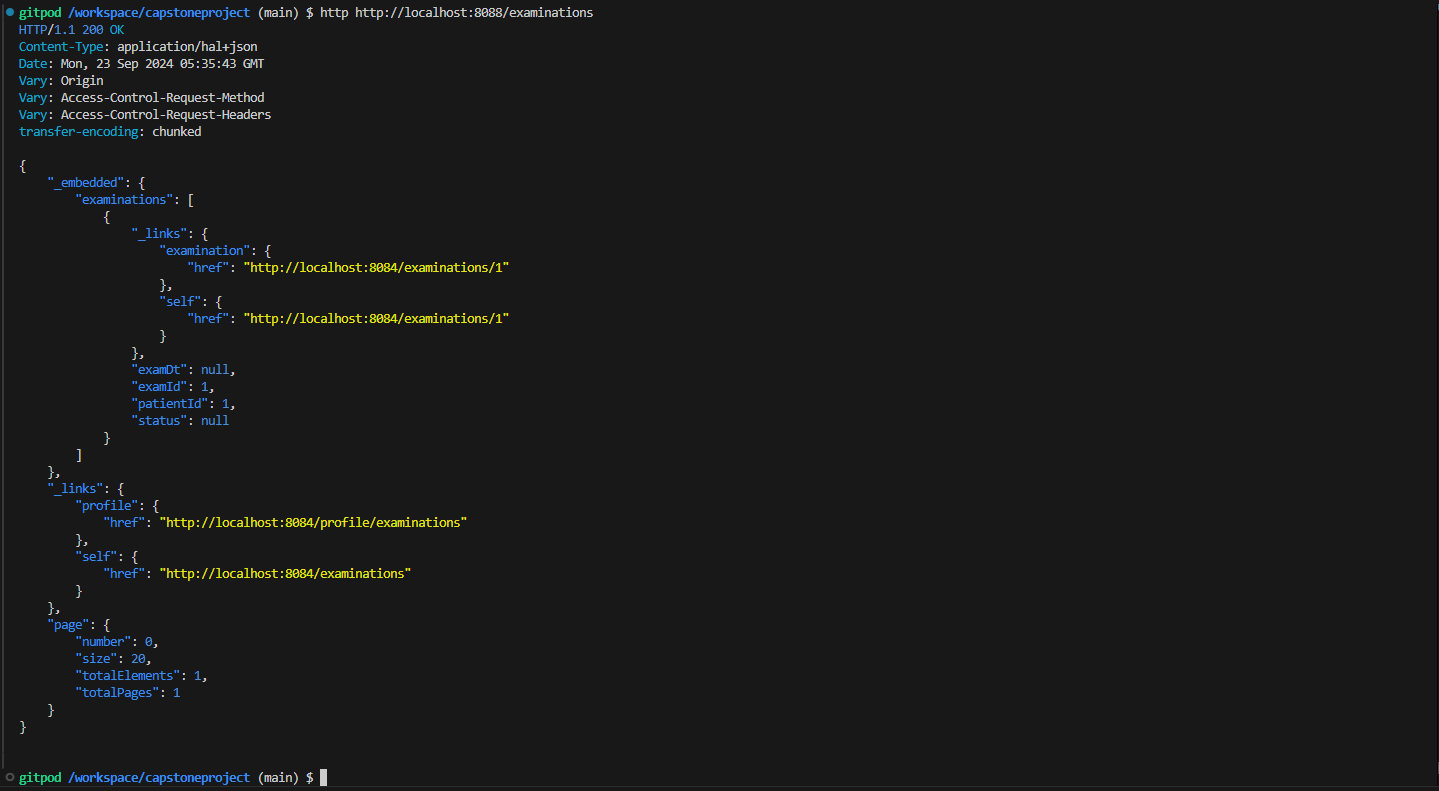 gitpod /workspace/capstoneproject (main) $ http http://localhost:8088/examinations
HTTP/1.1 200 OK
Content-Type: application/hal+json
Date: Mon, 23 Sep 2024 05:35:43 GMT
Vary: Origin
Vary: Access-Control-Request-Method
Vary: Access-Control-Request-Headers
transfer-encoding: chunked
{
    "_embedded": {
        "examinations": [
            {
                "_links": {
                    "examination": {
                        "href": "http://localhost:8084/examinations/1"
                    },
                    "self": {
                        "href": "http://localhost:8084/examinations/1"
                    }
                },
                "examDt": null,
                "examId": 1,
                "patientId": 1,
                "status": null
            }
        ]
    },
    "_links": {
        "profile": {
            "href": "http://localhost:8084/profile/examinations"
        },
        "self": {
            "href": "http://localhost:8084/examinations"
        }
    },
    "page": {
        "number": 0,
        "size": 20,
        "totalElements": 1,
        "totalPages": 1
    }
}
gitpod /workspace/capstoneproject (main) $